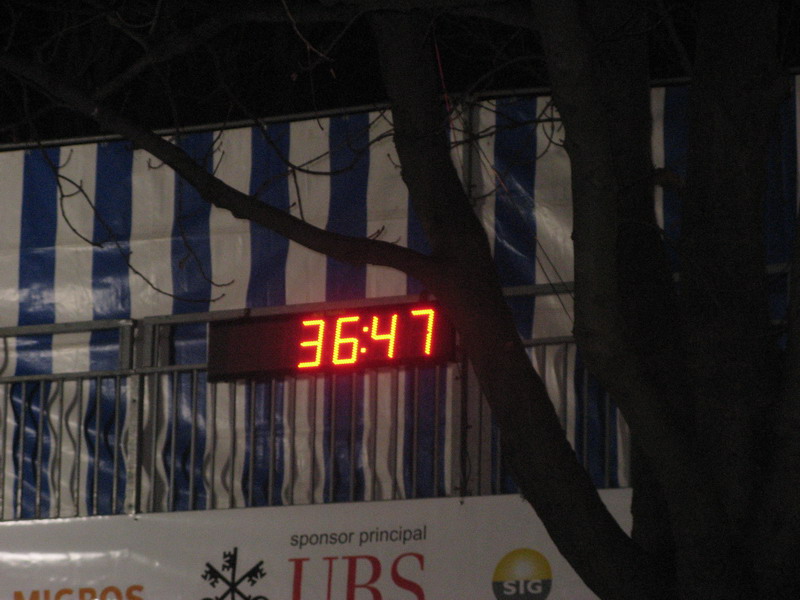 36:47
sponsor principal
MIGROS
UBS
SIG